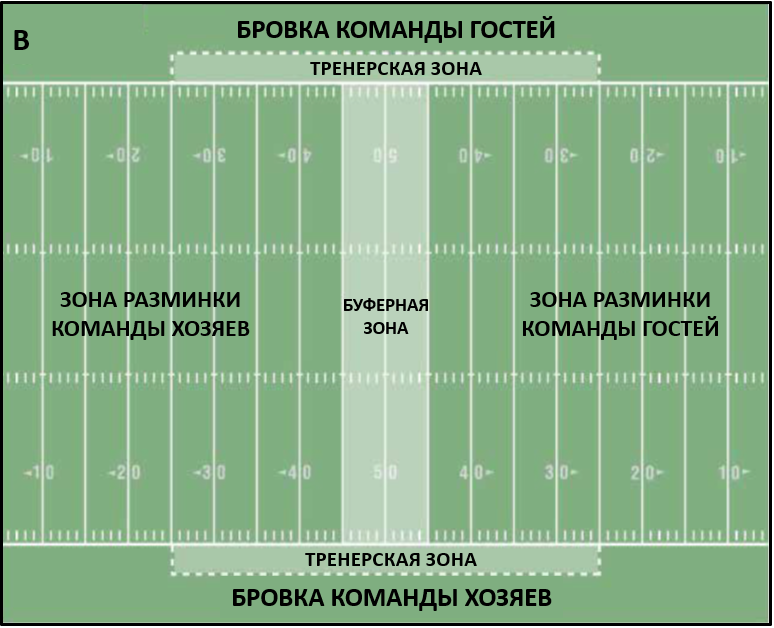 БРОВКА КОМАНДЫ ГОСТЕЙ
B
ТРЕНЕРСКАЯ ЗОНА
10 20 30 40 50 40 30 20 10
ЗОНА РАЗМИНКИ
КОМАНДЫ ХОЗЯЕВ
БУФЕРНАЯ
ЗОНА
ЗОНА РАЗМИНКИ
КОМАНДЫ ГОСТЕЙ
10 20 30 40 50 40 30 20 10
ТРЕНЕРСКАЯ ЗОНА
БРОВКА КОМАНДЫ ХОЗЯЕВ